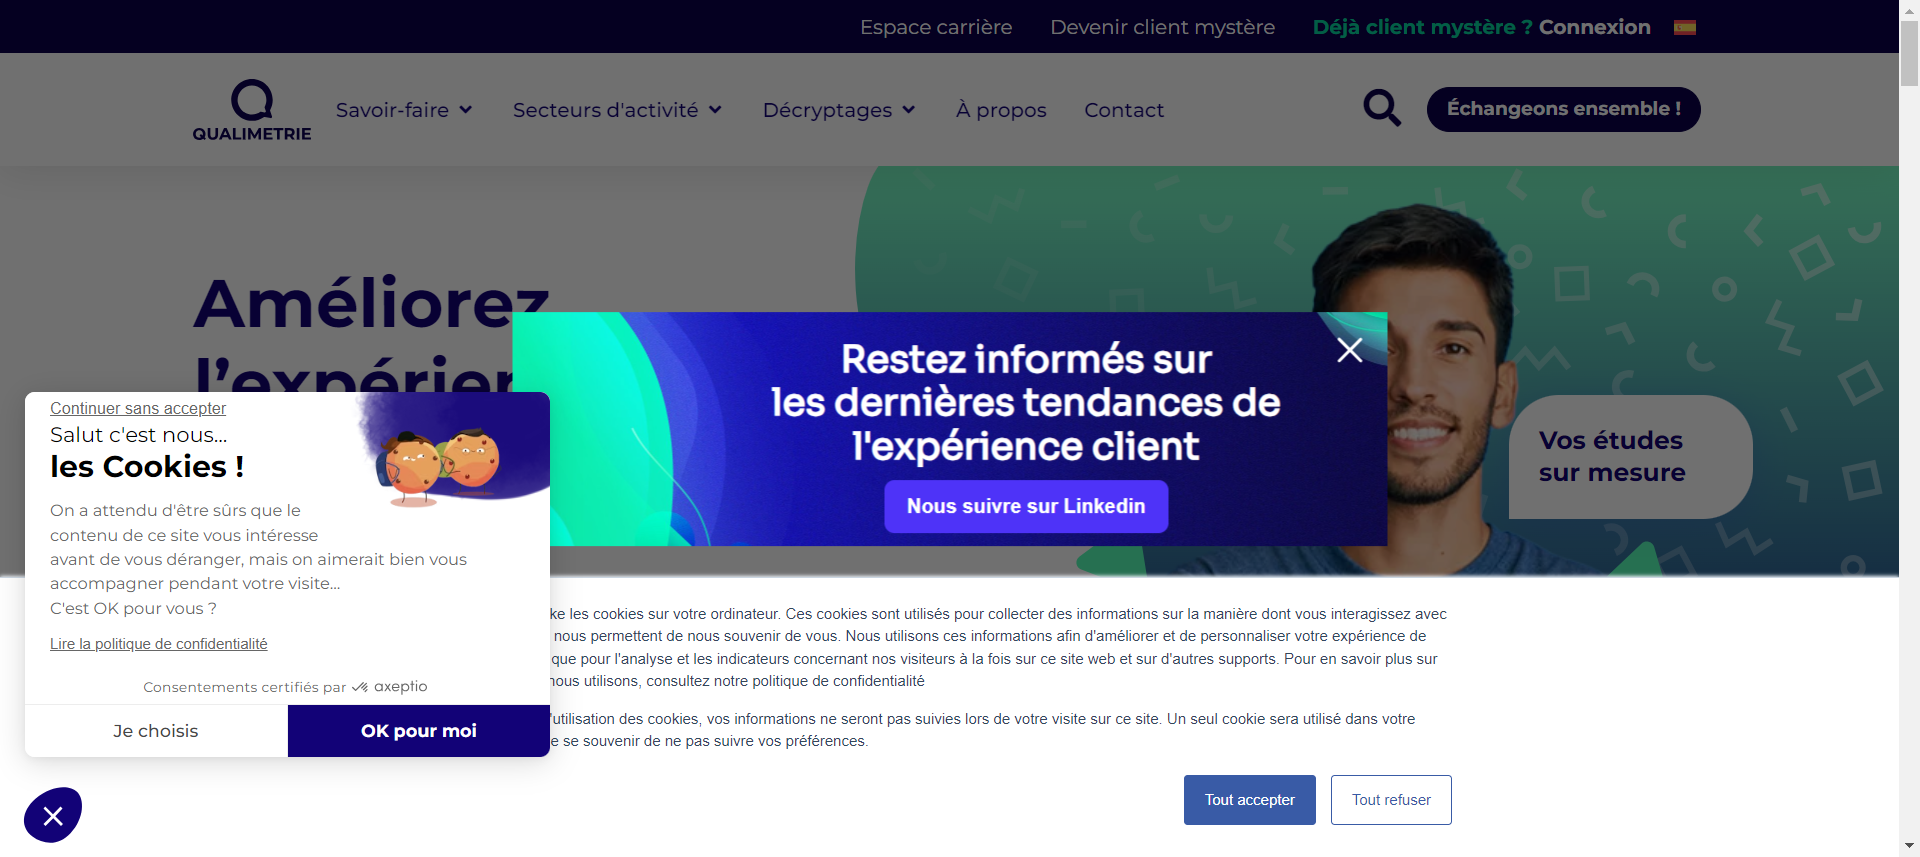 Espace carrière Devenir client mystère Déjà client mystère ? Connexion
QUALIMETRIE
Savoir-faire Secteurs d'activité Décryptages À propos Contact Échangeons ensemble !
Améliorez
l'expérien
Restez informés sur
les dernières tendances de
l'expérience client
Nous suivre sur Linkedin
Vos études
sur mesure
Continuer sans accepter
Salut c'est nous...
les Cookies !
On a attendu d'être sûrs que le
contenu de ce site vous intéresse
avant de vous déranger, mais on aimerait bien vous
accompagner pendant votre visite...
C'est OK pour vous ?
Lire la politique de confidentialité
Consentements certifiés par axeptio
Je choisis OK pour moi
ke les cookies sur votre ordinateur. Ces cookies sont utilisés pour collecter des informations sur la manière dont vous interagissez avec
nous permettent de nous souvenir de vous. Nous utilisons ces informations afin d'améliorer et de personnaliser votre expérience de
que pour l'analyse et les indicateurs concernant nos visiteurs à la fois sur ce site web et sur d'autres supports. Pour en savoir plus sur
nous utilisons, consultez notre politique de confidentialité
'utilisation des cookies, vos informations ne seront pas suivies lors de votre visite sur ce site. Un seul cookie sera utilisé dans votre
e se souvenir de ne pas suivre vos préférences.
Tout accepter Tout refuser